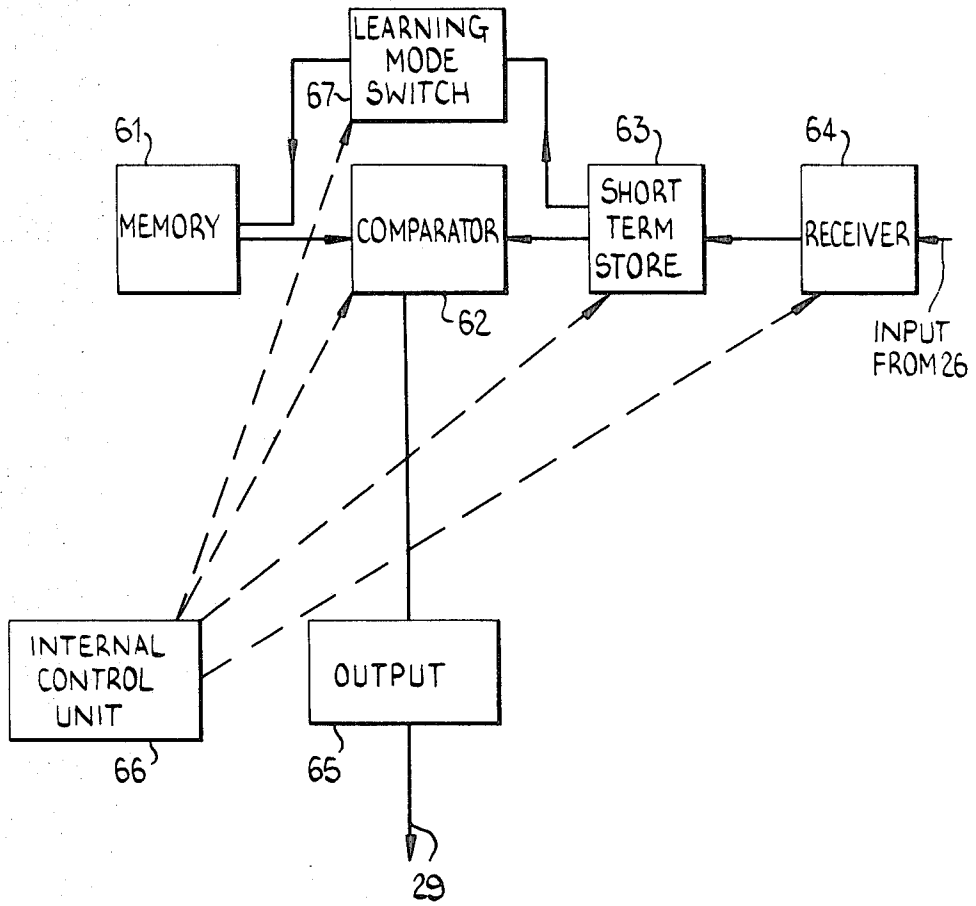 LEARNING
MODE
SWITCH
67
61
MEMORY
COMPARATOR
62
63
SHORT
TERM
STORE
64
RECEIVER
INPUT
FROM 26
INTERNAL
CONTROL
UNIT
66
OUTPUT
65
29